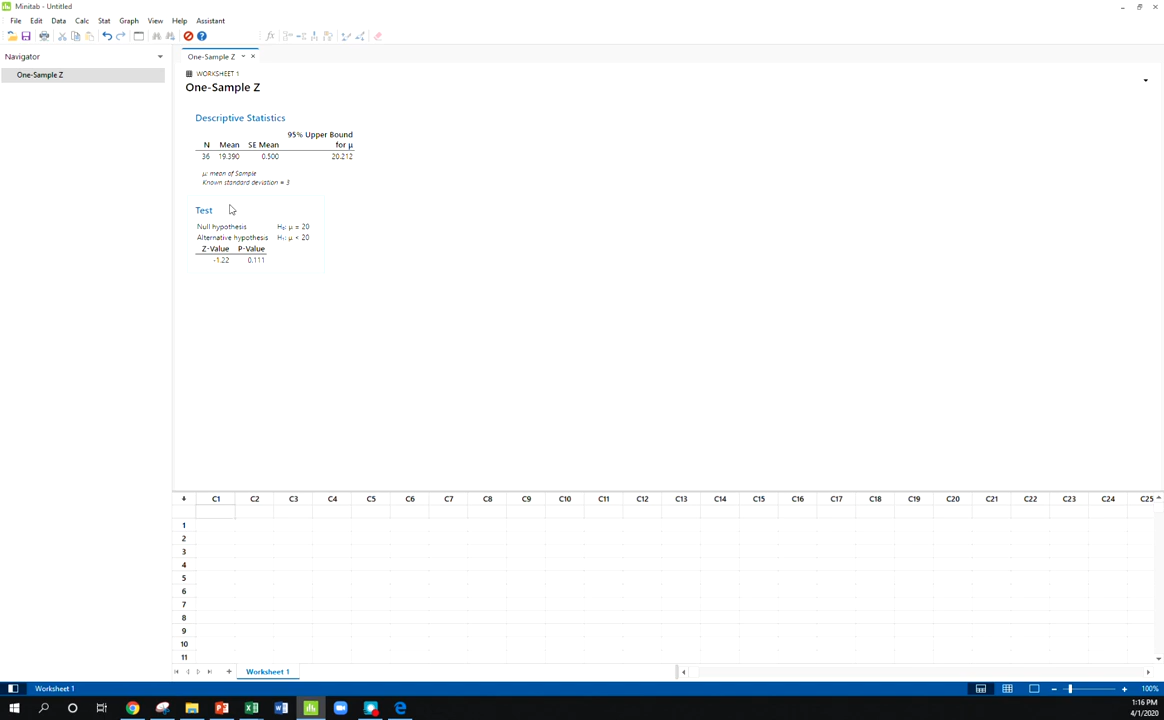 Minitab - Untitled
File Edit Data Calc Stat Graph View Help Assistant
Navigator
One-Sample Z
One-Sample Z
WORKSHEET 1
One-Sample Z
Descriptive Statistics
95% Upper Bound
N Mean SE Mean for μ
36 19.390 0.500 20.212
μ: mean of Sample
Known standard deviation = 3
Test
Null hypothesis H₀: μ = 20
Alternative hypothesis H₁: μ < 20
Z-Value P-Value
-1.22 0.111
C1 C2 C3 C4 C5 C6 C7 C8 C9 C10 C11 C12 C13 C14 C15 C16 C17 C18 C19 C20 C21 C22 C23 C24 C25
1
2
3
4
5
6
7
8
9
10
11
Worksheet 1
Worksheet 1
100%
1:16 PM
4/1/2020